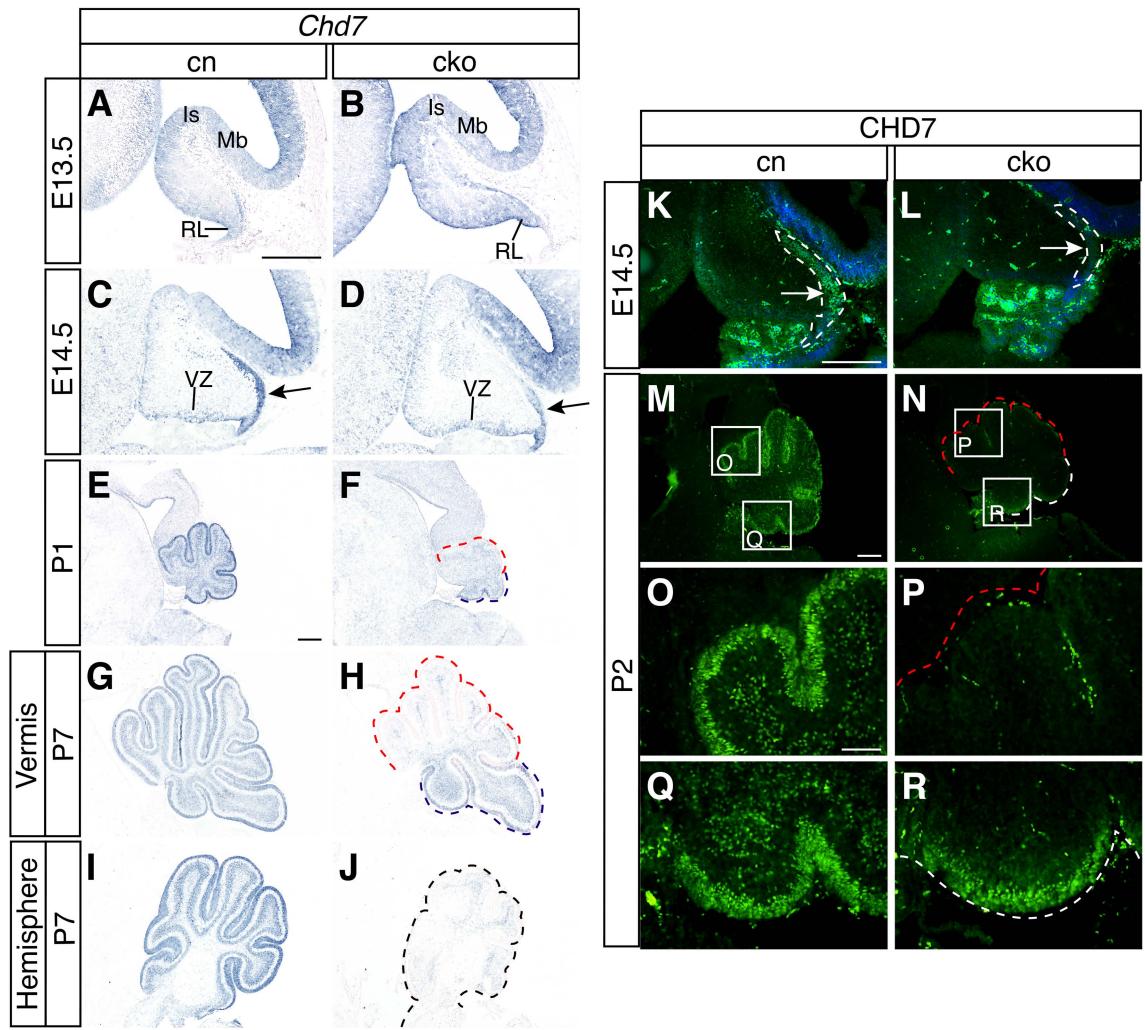 Chd7
cn
cko
E13.5
A
Is
Mb
RL
B
Is
Mb
RL
E14.5
C
VZ
D
VZ
P1
E
F
Vermis
P7
G
H
Hemisphere
P7
I
J
CHD7
cn
cko
E14.5
K
L
P2
M
O
Q
N
P
R
O
P
Q
R